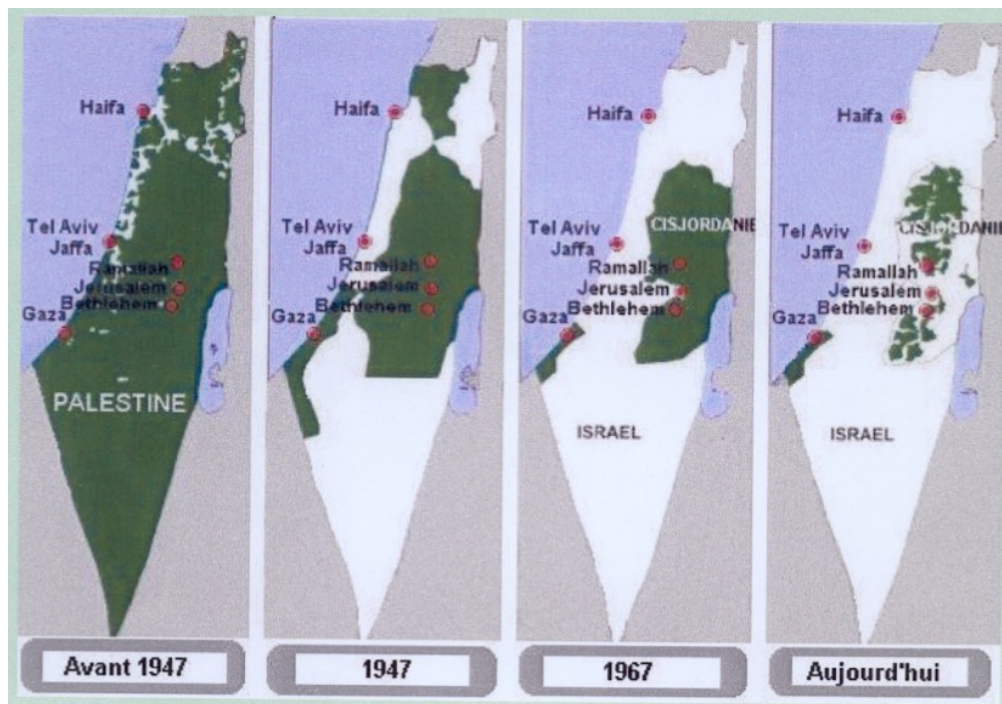 Haifa
Tel Aviv
Jaffa
Ramallah
Jerusalem
Bethlehem
Gaza
PALESTINE
Avant 1947
Haifa
Tel Aviv
Jaffa
Ramallah
Jerusalem
Bethlehem
Gaza
1947
Haifa
CISJORDANIE
Tel Aviv
Jaffa
Ramallah
Jerusalem
Bethlehem
Gaza
ISRAEL
1967
Haifa
CISJORDANIE
Tel Aviv
Jaffa
Ramallah
Jerusalem
Bethlehem
Gaza
ISRAEL
Aujourd'hui